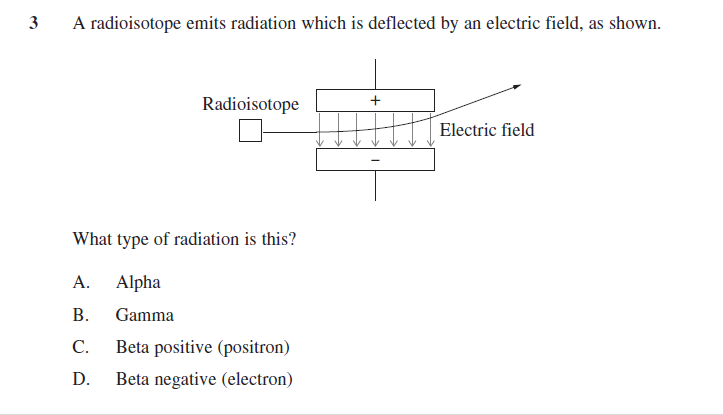 3 A radioisotope emits radiation which is deflected by an electric field, as shown.
Radioisotope
+
Electric field
–
What type of radiation is this?
A. Alpha
B. Gamma
C. Beta positive (positron)
D. Beta negative (electron)